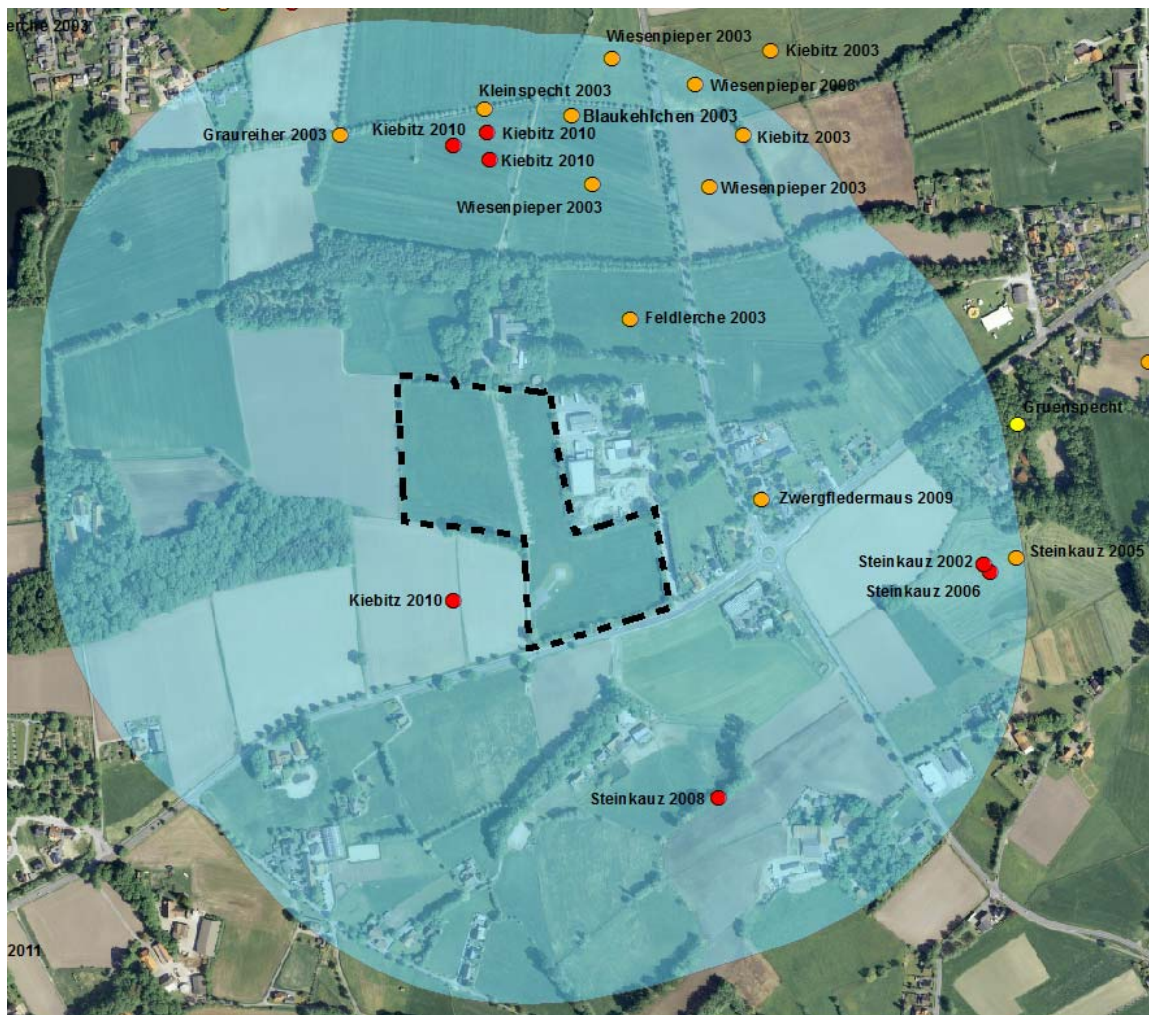 erche 2003
Wiesenpieper 2003
Kiebitz 2003
Wiesenpieper 2003
Kleinspecht 2003
Blaukehlchen 2003
Graureiher 2003
Kiebitz 2010
Kiebitz 2010
Kiebitz 2003
Kiebitz 2010
Wiesenpieper 2003
Wiesenpieper 2003
Feldlerche 2003
Gruenspecht
Zwergfledermaus 2009
Steinkauz 2005
Steinkauz 2002
Steinkauz 2006
Kiebitz 2010
Steinkauz 2008
2011